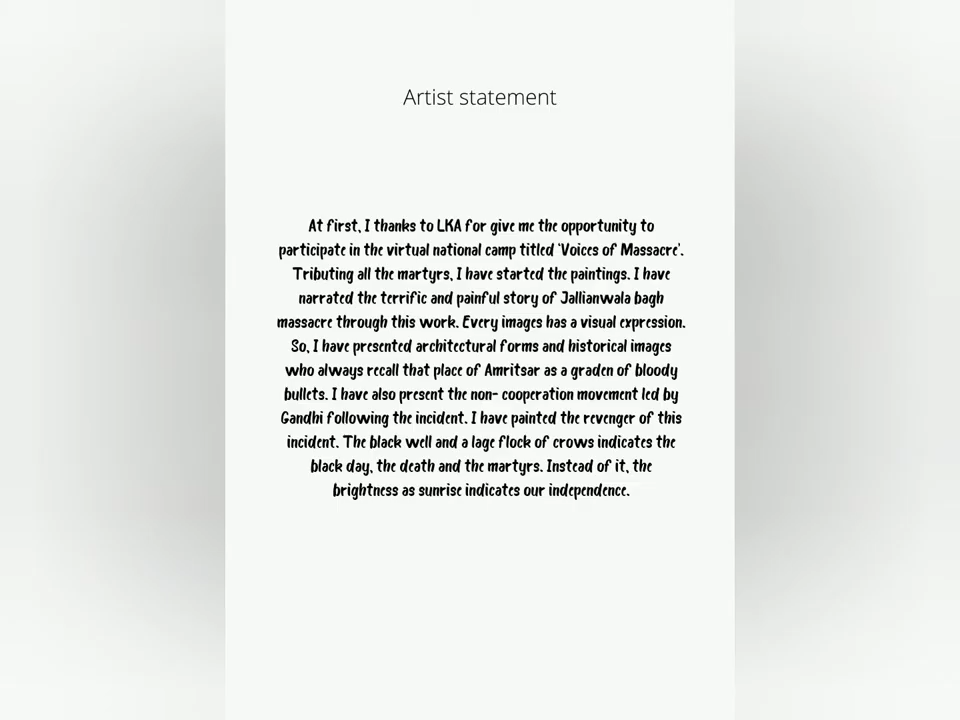 Artist statement
At first, I thanks to LKA for give me the opportunity to
participate in the virtual national camp titled 'Voices of Massacre'.
Tributing all the martyrs, I have started the paintings. I have
narrated the terrific and painful story of Jallianwala bagh
massacre through this work. Every images has a visual expression.
So, I have presented architectural forms and historical images
who always recall that place of Amritsar as a graden of bloody
bullets. I have also present the non- cooperation movement led by
Gandhi following the incident. I have painted the revenger of this
incident. The black well and a lage flock of crows indicates the
black day, the death and the martyrs. Instead of it, the
brightness as sunrise indicates our independence.